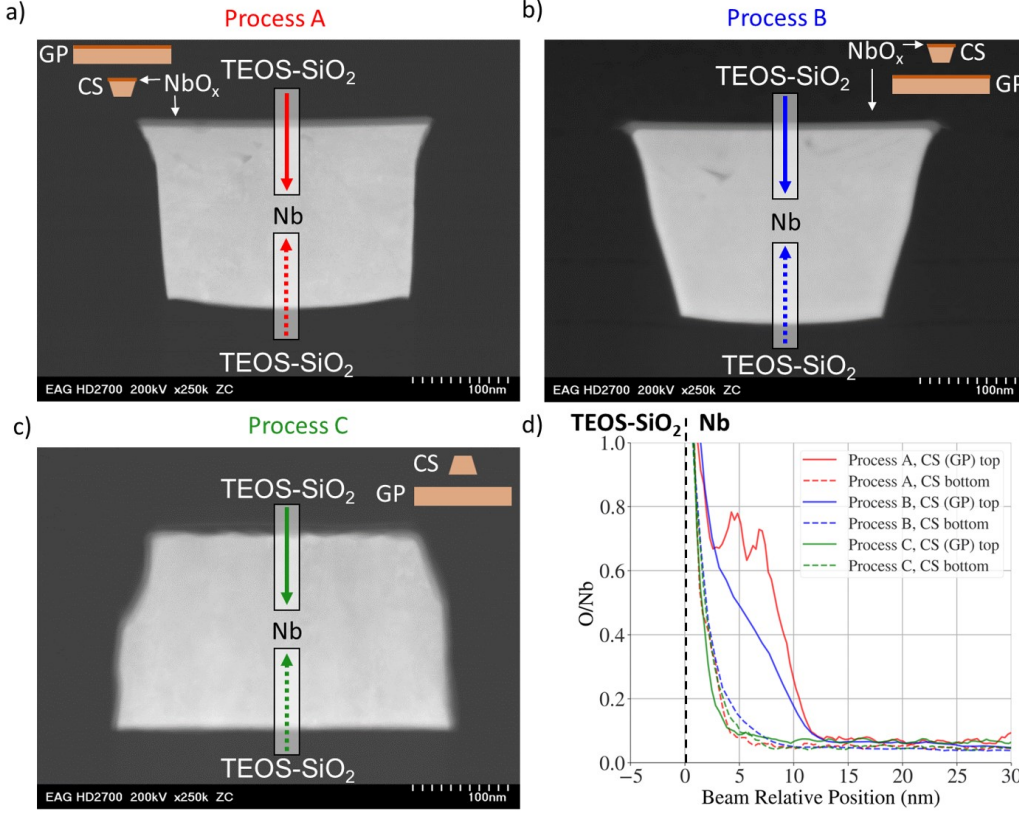 a)
Process A
GP
CS
NbOₓ
TEOS-SiO₂
Nb
TEOS-SiO₂
EAG HD2700 200kV x250k ZC
100nm
b)
Process B
NbOₓ
CS
GP
TEOS-SiO₂
Nb
TEOS-SiO₂
EAG HD2700 200kV x250k ZC
100nm
c)
Process C
CS
GP
TEOS-SiO₂
Nb
TEOS-SiO₂
EAG HD2700 200kV x250k ZC
100nm
d)
TEOS-SiO₂ Nb
Process A, CS (GP) top
Process A, CS bottom
Process B, CS (GP) top
Process B, CS bottom
Process C, CS (GP) top
Process C, CS bottom
O/Nb
1.0
0.8
0.6
0.4
0.2
0.0
−5 0 5 10 15 20 25 30
Beam Relative Position (nm)